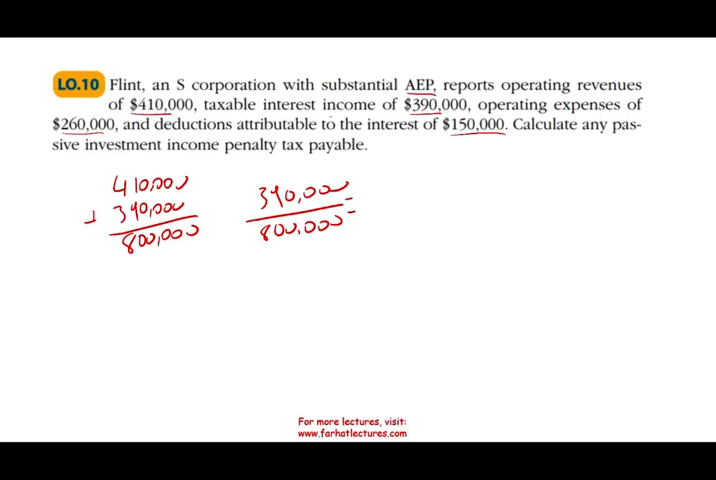 LO.10 Flint, an S corporation with substantial AEP, reports operating revenues
of $410,000, taxable interest income of $390,000, operating expenses of
$260,000, and deductions attributable to the interest of $150,000. Calculate any pas-
sive investment income penalty tax payable.
410,000
+ 390,000
800,000
390,000
800,000
=
For more lectures, visit:
www.farhatlectures.com